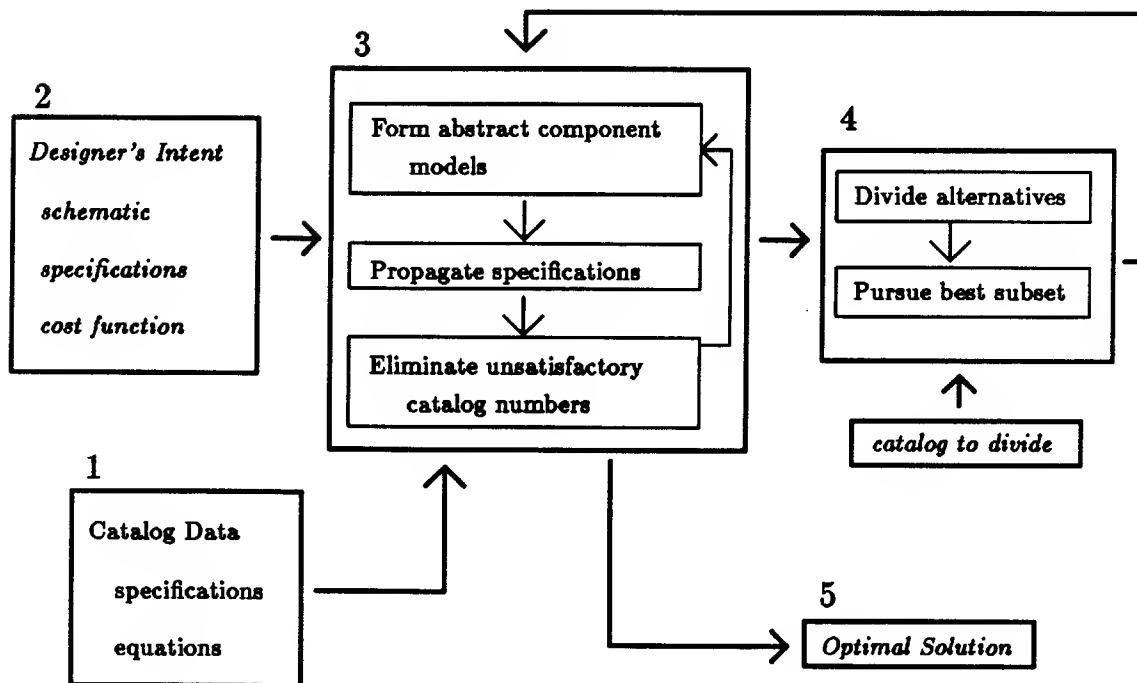 3
Form abstract component
models
Propagate specifications
Eliminate unsatisfactory
catalog numbers
2
Designer's Intent
schematic
specifications
cost function
4
Divide alternatives
Pursue best subset
catalog to divide
1
Catalog Data
specifications
equations
5
Optimal Solution